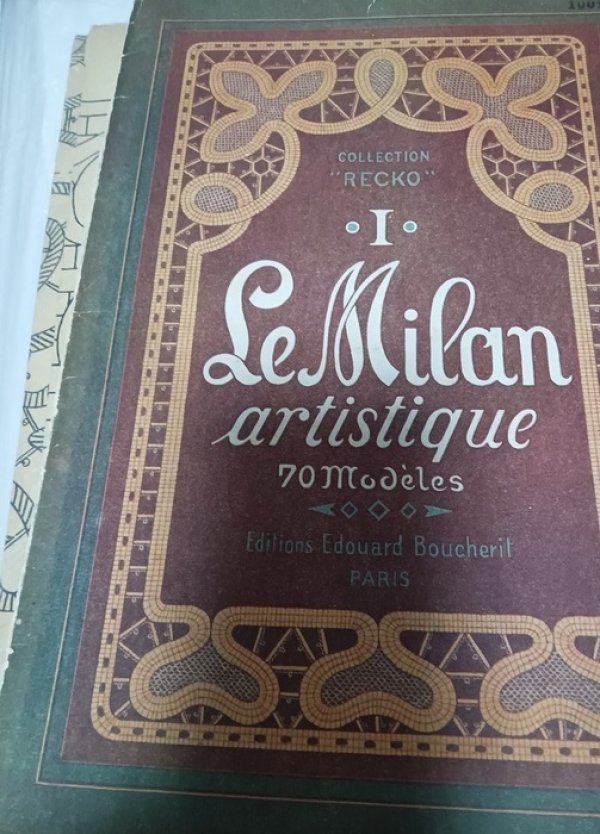 COLLECTION
"RECKO"
I
Le Milan
artistique
70 Modèles
Editions Edouard Boucherit
PARIS